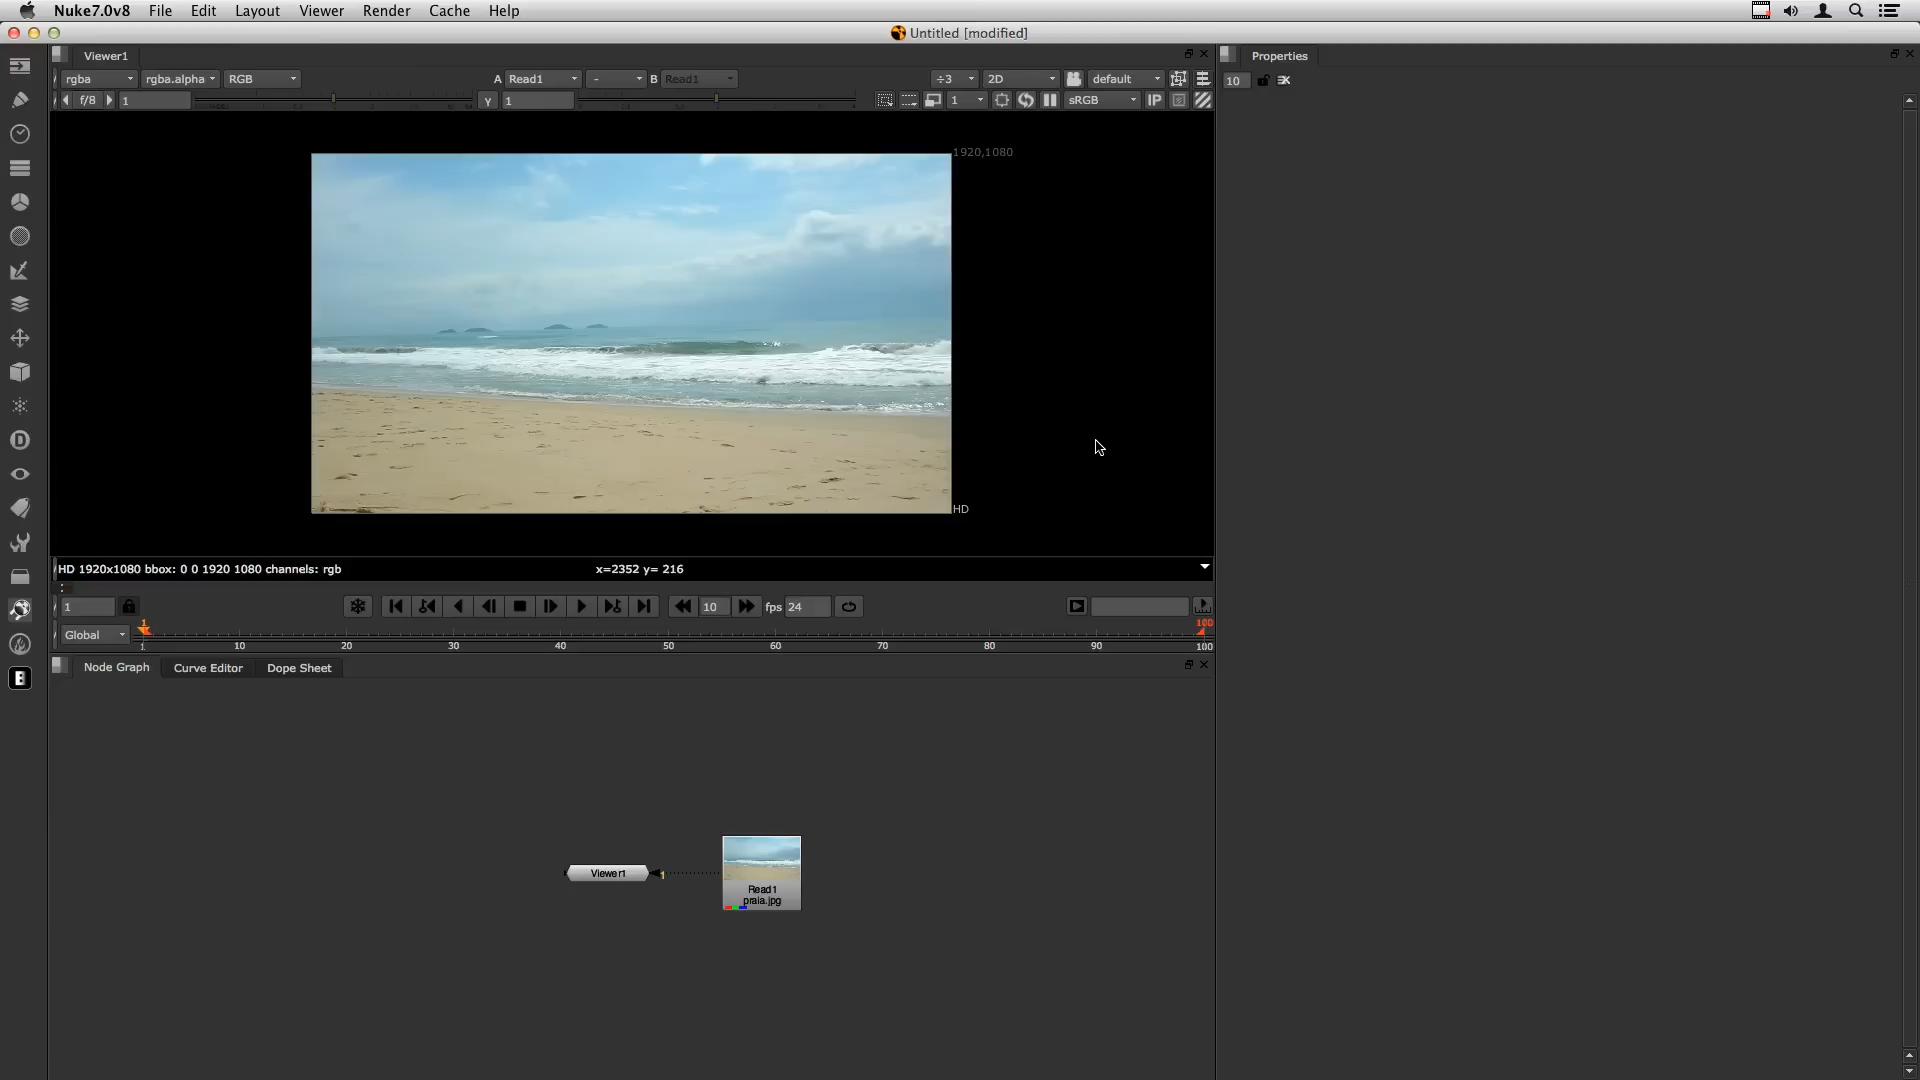 Nuke7.0v8 File Edit Layout Viewer Render Cache Help
Untitled [modified]
Viewer1
Properties
rgba rgba.alpha RGB A Read1 - B Read1 ÷3 2D default
10
f/8 1 Y 1 1 sRGB IP
1920,1080
HD
HD 1920x1080 bbox: 0 0 1920 1080 channels: rgb x=2352 y= 216
1 10 fps 24
Global
1 100
1 10 20 30 40 50 60 70 80 90 100
Node Graph Curve Editor Dope Sheet
Viewer1 1
Read1
praia.jpg